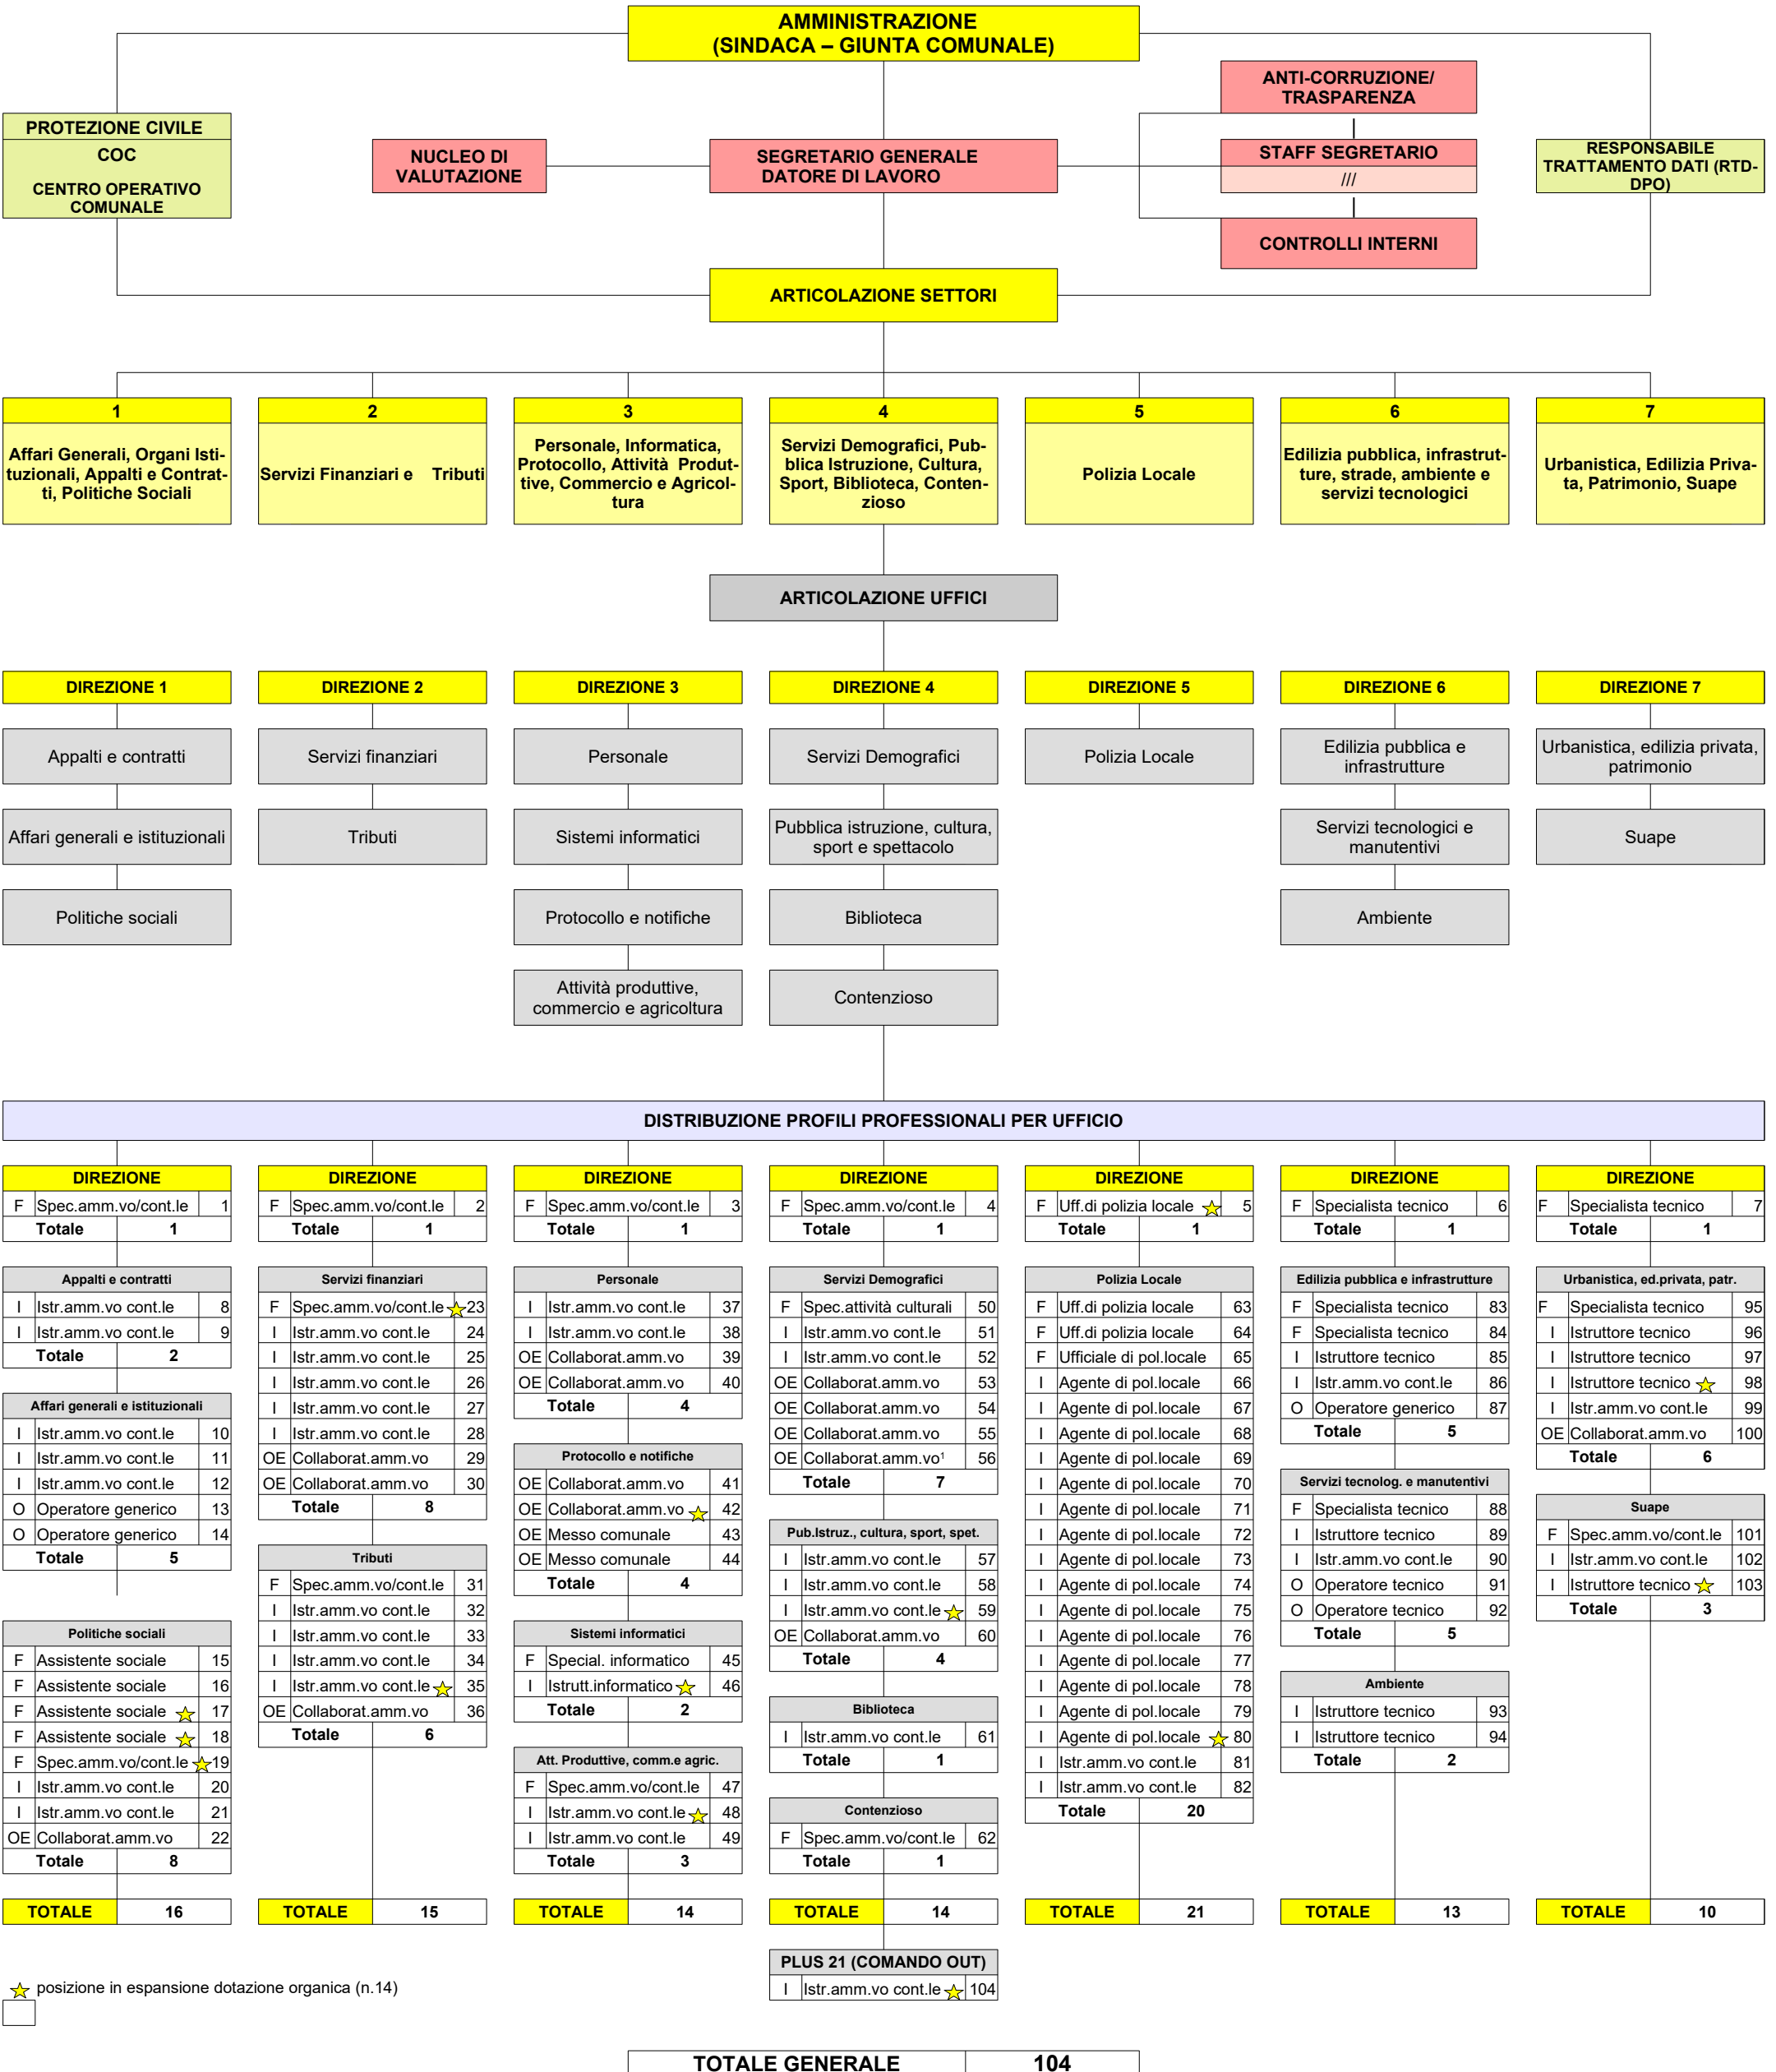 AMMINISTRAZIONE
(SINDACA – GIUNTA COMUNALE)
ANTI-CORRUZIONE/
TRASPARENZA
PROTEZIONE CIVILE
COC
CENTRO OPERATIVO
COMUNALE
NUCLEO DI
VALUTAZIONE
SEGRETARIO GENERALE
DATORE DI LAVORO
STAFF SEGRETARIO
///
RESPONSABILE
TRATTAMENTO DATI (RTD-
DPO)
CONTROLLI INTERNI
ARTICOLAZIONE SETTORI
1
Affari Generali, Organi Isti-
tuzionali, Appalti e Contrat-
ti, Politiche Sociali
2
Servizi Finanziari e Tributi
3
Personale, Informatica,
Protocollo, Attività Produt-
tive, Commercio e Agricol-
tura
4
Servizi Demografici, Pub-
blica Istruzione, Cultura,
Sport, Biblioteca, Conten-
zioso
5
Polizia Locale
6
Edilizia pubblica, infrastrut-
ture, strade, ambiente e
servizi tecnologici
7
Urbanistica, Edilizia Priva-
ta, Patrimonio, Suape
ARTICOLAZIONE UFFICI
DIREZIONE 1
Appalti e contratti
Affari generali e istituzionali
Politiche sociali
DIREZIONE 2
Servizi finanziari
Tributi
DIREZIONE 3
Personale
Sistemi informatici
Protocollo e notifiche
Attività produttive,
commercio e agricoltura
DIREZIONE 4
Servizi Demografici
Pubblica istruzione, cultura,
sport e spettacolo
Biblioteca
Contenzioso
DIREZIONE 5
Polizia Locale
DIREZIONE 6
Edilizia pubblica e
infrastrutture
Servizi tecnologici e
manutentivi
Ambiente
DIREZIONE 7
Urbanistica, edilizia privata,
patrimonio
Suape
DISTRIBUZIONE PROFILI PROFESSIONALI PER UFFICIO
DIREZIONE
F Spec.amm.vo/cont.le 1
Totale 1
Appalti e contratti
I Istr.amm.vo cont.le 8
I Istr.amm.vo cont.le 9
Totale 2
Affari generali e istituzionali
I Istr.amm.vo cont.le 10
I Istr.amm.vo cont.le 11
I Istr.amm.vo cont.le 12
O Operatore generico 13
O Operatore generico 14
Totale 5
Politiche sociali
F Assistente sociale 15
F Assistente sociale 16
F Assistente sociale 17
F Assistente sociale 18
F Spec.amm.vo/cont.le 19
I Istr.amm.vo cont.le 20
I Istr.amm.vo cont.le 21
OE Collaborat.amm.vo 22
Totale 8
TOTALE 16
DIREZIONE
F Spec.amm.vo/cont.le 2
Totale 1
Servizi finanziari
F Spec.amm.vo/cont.le 23
I Istr.amm.vo cont.le 24
I Istr.amm.vo cont.le 25
I Istr.amm.vo cont.le 26
I Istr.amm.vo cont.le 27
I Istr.amm.vo cont.le 28
OE Collaborat.amm.vo 29
OE Collaborat.amm.vo 30
Totale 8
Tributi
F Spec.amm.vo/cont.le 31
I Istr.amm.vo cont.le 32
I Istr.amm.vo cont.le 33
I Istr.amm.vo cont.le 34
I Istr.amm.vo cont.le 35
OE Collaborat.amm.vo 36
Totale 6
TOTALE 15
DIREZIONE
F Spec.amm.vo/cont.le 3
Totale 1
Personale
I Istr.amm.vo cont.le 37
I Istr.amm.vo cont.le 38
OE Collaborat.amm.vo 39
OE Collaborat.amm.vo 40
Totale 4
Protocollo e notifiche
OE Collaborat.amm.vo 41
OE Collaborat.amm.vo 42
OE Messo comunale 43
OE Messo comunale 44
Totale 4
Sistemi informatici
F Special. informatico 45
I Istrutt.informatico 46
Totale 2
Att. Produttive, comm.e agric.
F Spec.amm.vo/cont.le 47
I Istr.amm.vo cont.le 48
I Istr.amm.vo cont.le 49
Totale 3
TOTALE 14
DIREZIONE
F Spec.amm.vo/cont.le 4
Totale 1
Servizi Demografici
F Spec.attività culturali 50
I Istr.amm.vo cont.le 51
I Istr.amm.vo cont.le 52
OE Collaborat.amm.vo 53
OE Collaborat.amm.vo 54
OE Collaborat.amm.vo 55
OE Collaborat.amm.vo¹ 56
Totale 7
Pub.Istruz., cultura, sport, spet.
I Istr.amm.vo cont.le 57
I Istr.amm.vo cont.le 58
I Istr.amm.vo cont.le 59
OE Collaborat.amm.vo 60
Totale 4
Biblioteca
I Istr.amm.vo cont.le 61
Totale 1
Contenzioso
F Spec.amm.vo/cont.le 62
Totale 1
TOTALE 14
PLUS 21 (COMANDO OUT)
I Istr.amm.vo cont.le 104
DIREZIONE
F Uff.di polizia locale 5
Totale 1
Polizia Locale
F Uff.di polizia locale 63
F Uff.di polizia locale 64
F Ufficiale di pol.locale 65
I Agente di pol.locale 66
I Agente di pol.locale 67
I Agente di pol.locale 68
I Agente di pol.locale 69
I Agente di pol.locale 70
I Agente di pol.locale 71
I Agente di pol.locale 72
I Agente di pol.locale 73
I Agente di pol.locale 74
I Agente di pol.locale 75
I Agente di pol.locale 76
I Agente di pol.locale 77
I Agente di pol.locale 78
I Agente di pol.locale 79
I Agente di pol.locale 80
I Istr.amm.vo cont.le 81
I Istr.amm.vo cont.le 82
Totale 20
TOTALE 21
DIREZIONE
F Specialista tecnico 6
Totale 1
Edilizia pubblica e infrastrutture
F Specialista tecnico 83
F Specialista tecnico 84
I Istruttore tecnico 85
I Istr.amm.vo cont.le 86
O Operatore generico 87
Totale 5
Servizi tecnolog. e manutentivi
F Specialista tecnico 88
I Istruttore tecnico 89
I Istr.amm.vo cont.le 90
O Operatore tecnico 91
O Operatore tecnico 92
Totale 5
Ambiente
I Istruttore tecnico 93
I Istruttore tecnico 94
Totale 2
TOTALE 13
DIREZIONE
F Specialista tecnico 7
Totale 1
Urbanistica, ed.privata, patr.
F Specialista tecnico 95
I Istruttore tecnico 96
I Istruttore tecnico 97
I Istruttore tecnico 98
I Istr.amm.vo cont.le 99
OE Collaborat.amm.vo 100
Totale 6
Suape
F Spec.amm.vo/cont.le 101
I Istr.amm.vo cont.le 102
I Istruttore tecnico 103
Totale 3
TOTALE 10
posizione in espansione dotazione organica (n.14)
TOTALE GENERALE 104